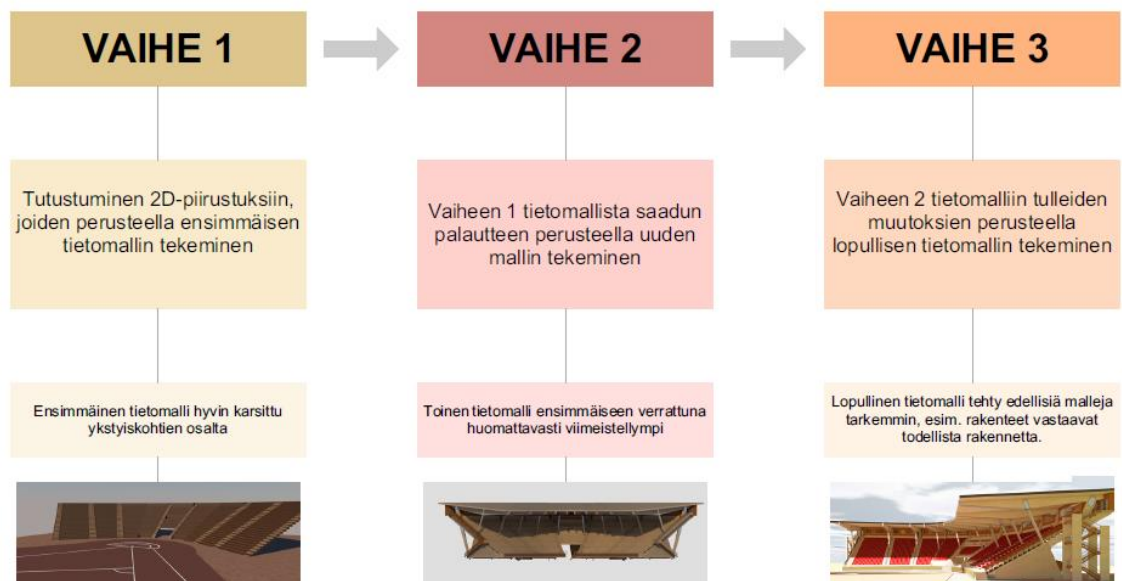 VAIHE 1
VAIHE 2
VAIHE 3
Tutustuminen 2D-piirustuksiin,
joiden perusteella ensimmäisen
tietomallin tekeminen
Vaiheen 1 tietomallista saadun
palautteen perusteella uuden
mallin tekeminen
Vaiheen 2 tietomalliin tulleiden
muutoksien perusteella
lopullisen tietomallin tekeminen
Ensimmäinen tietomalli hyvin karsittu
ykstyiskohtien osalta
Toinen tietomalli ensimmäiseen verrattuna
huomattavasti viimeistellympi
Lopullinen tietomalli tehty edellisiä malleja
tarkemmin, esim. rakenteet vastaavat
todellista rakennetta.